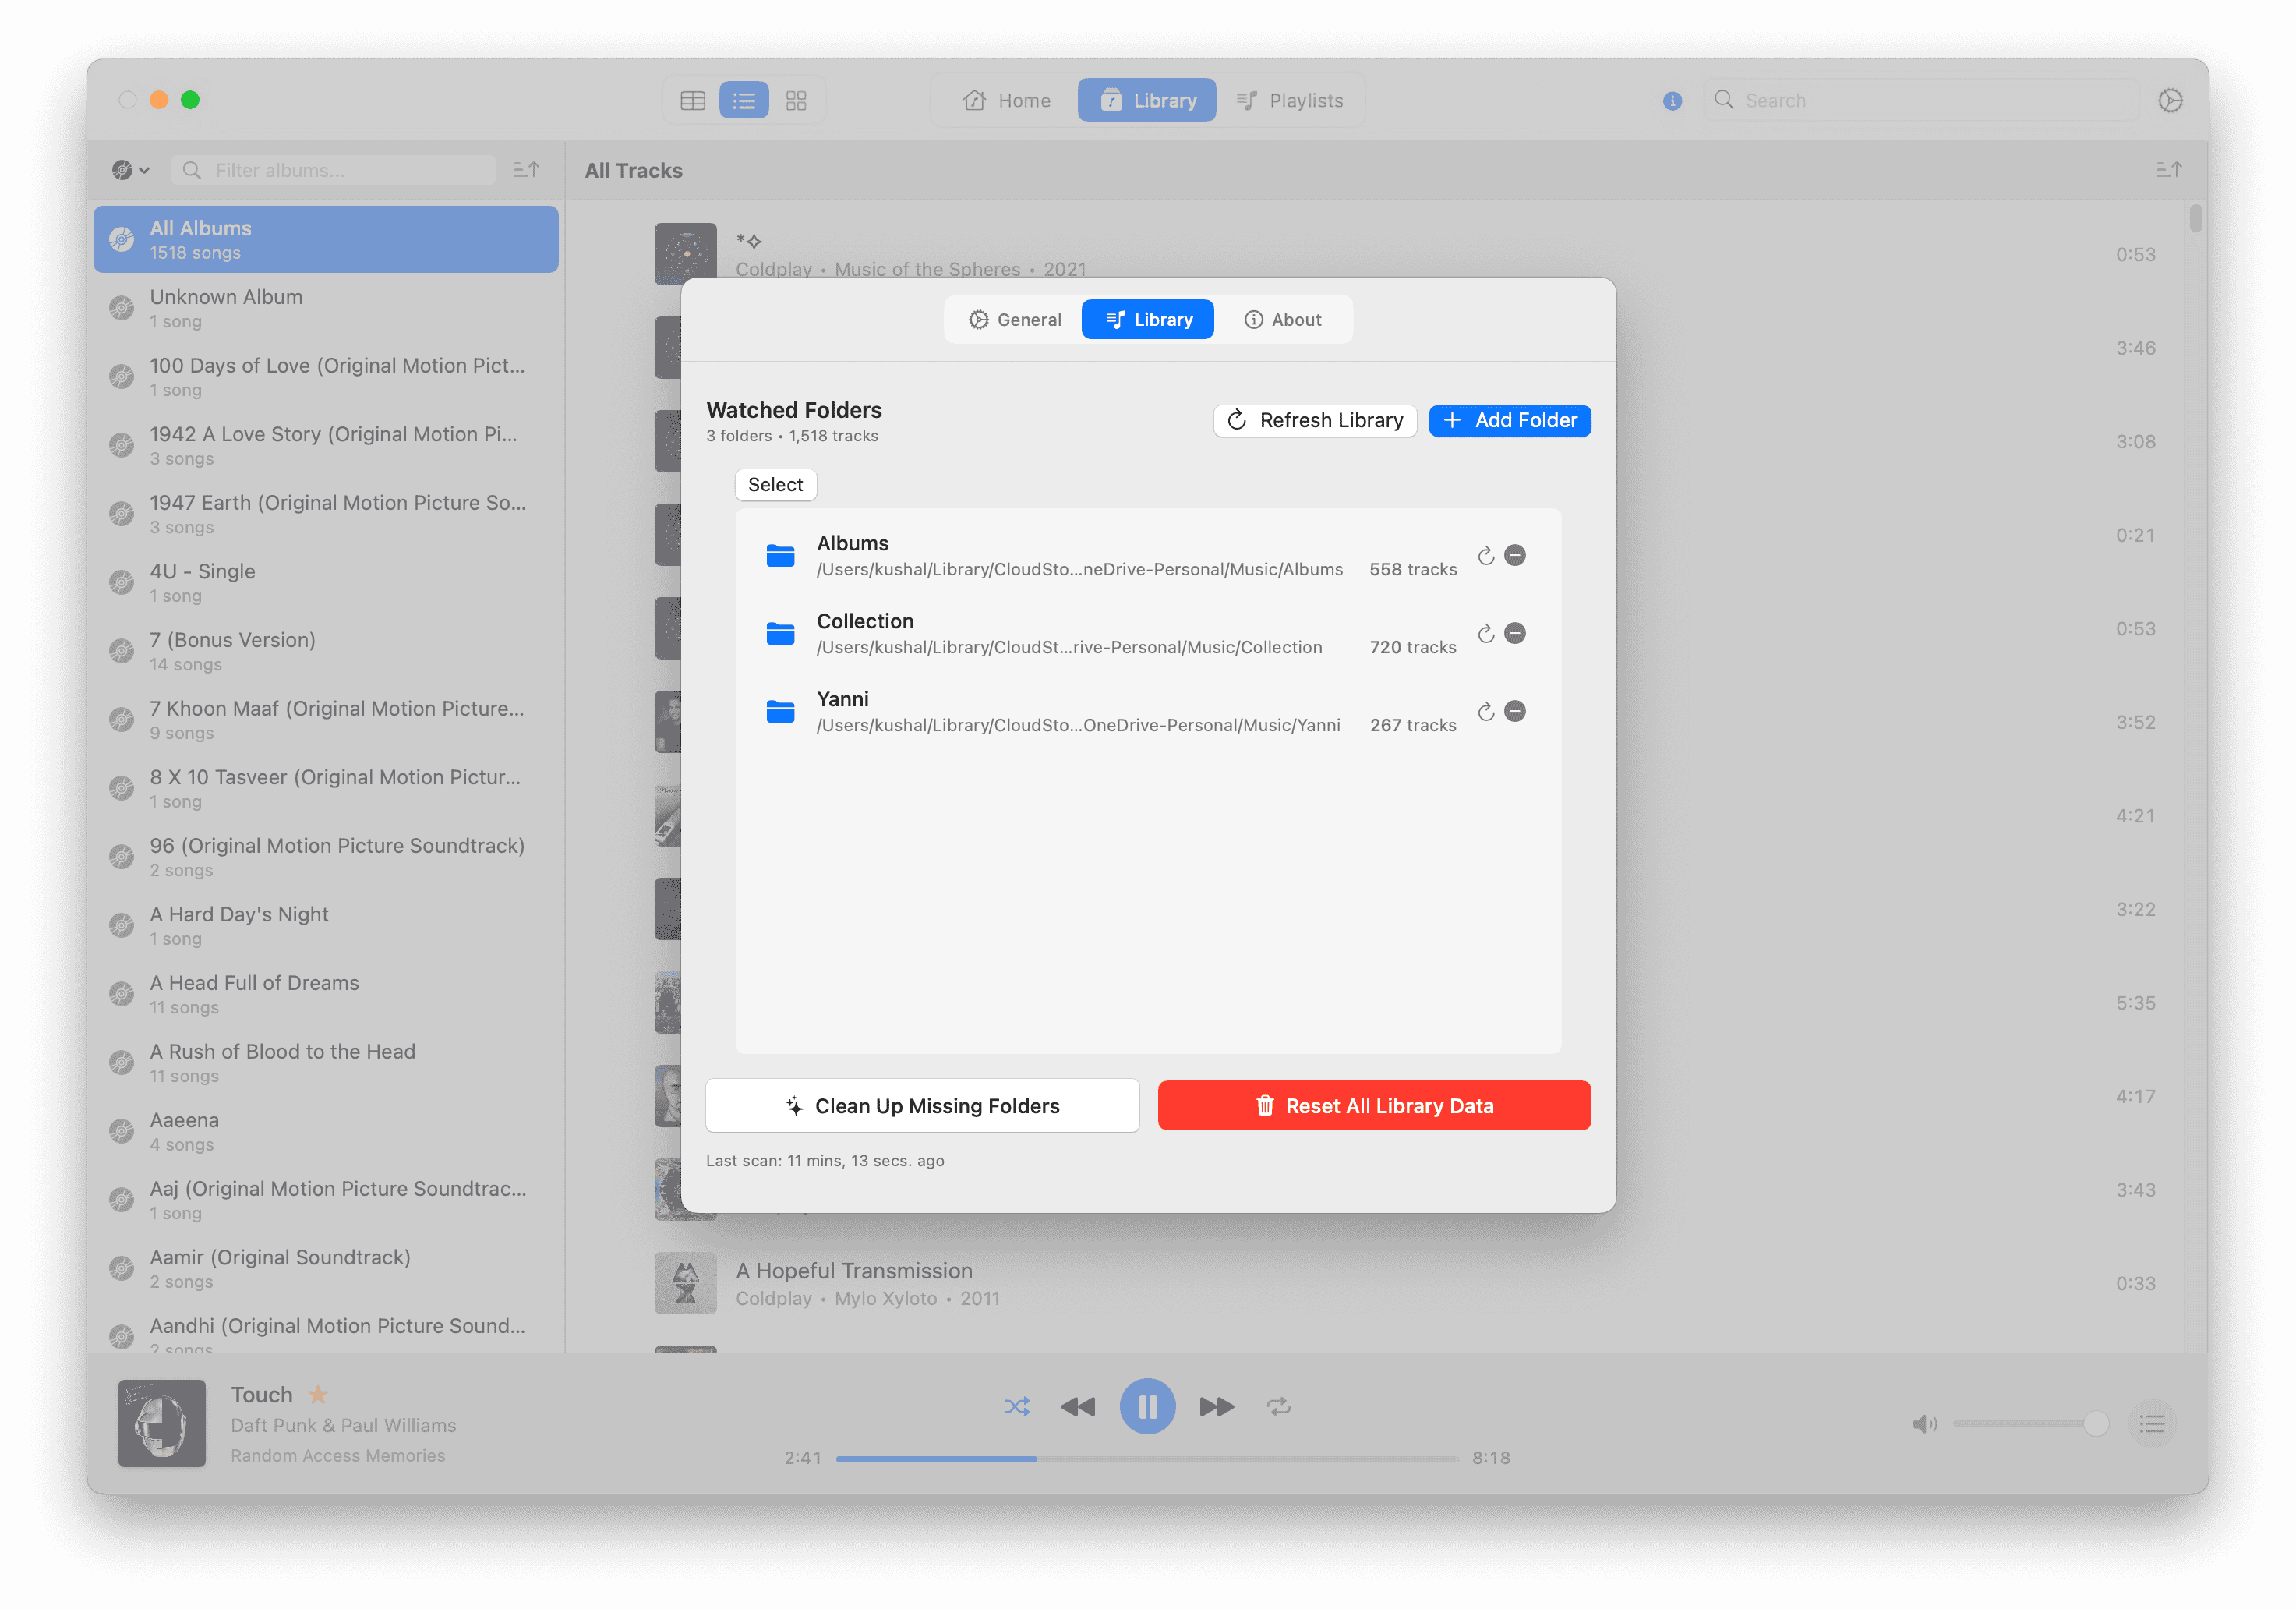 Home
Library
Playlists
Search
Filter albums...
All Tracks
All Albums
1518 songs
Unknown Album
1 song
100 Days of Love (Original Motion Pict...
1 song
1942 A Love Story (Original Motion Pi...
3 songs
1947 Earth (Original Motion Picture So...
3 songs
4U - Single
1 song
7 (Bonus Version)
14 songs
7 Khoon Maaf (Original Motion Picture...
9 songs
8 X 10 Tasveer (Original Motion Pictur...
1 song
96 (Original Motion Picture Soundtrack)
2 songs
A Hard Day's Night
1 song
A Head Full of Dreams
11 songs
A Rush of Blood to the Head
11 songs
Aaeena
4 songs
Aaj (Original Motion Picture Soundtrac...
1 song
Aamir (Original Soundtrack)
2 songs
Aandhi (Original Motion Picture Sound...
2 songs
*✧
Coldplay • Music of the Spheres • 2021
0:53
3:46
3:08
0:21
0:53
3:52
4:21
3:22
5:35
4:17
3:43
A Hopeful Transmission
Coldplay • Mylo Xyloto • 2011
0:33
General
Library
About
Watched Folders
3 folders • 1,518 tracks
Refresh Library
Add Folder
Select
Albums
/Users/kushal/Library/CloudSto...neDrive-Personal/Music/Albums
558 tracks
Collection
/Users/kushal/Library/CloudSt...rive-Personal/Music/Collection
720 tracks
Yanni
/Users/kushal/Library/CloudSto...OneDrive-Personal/Music/Yanni
267 tracks
Clean Up Missing Folders
Reset All Library Data
Last scan: 11 mins, 13 secs. ago
Touch
Daft Punk & Paul Williams
Random Access Memories
2:41
8:18